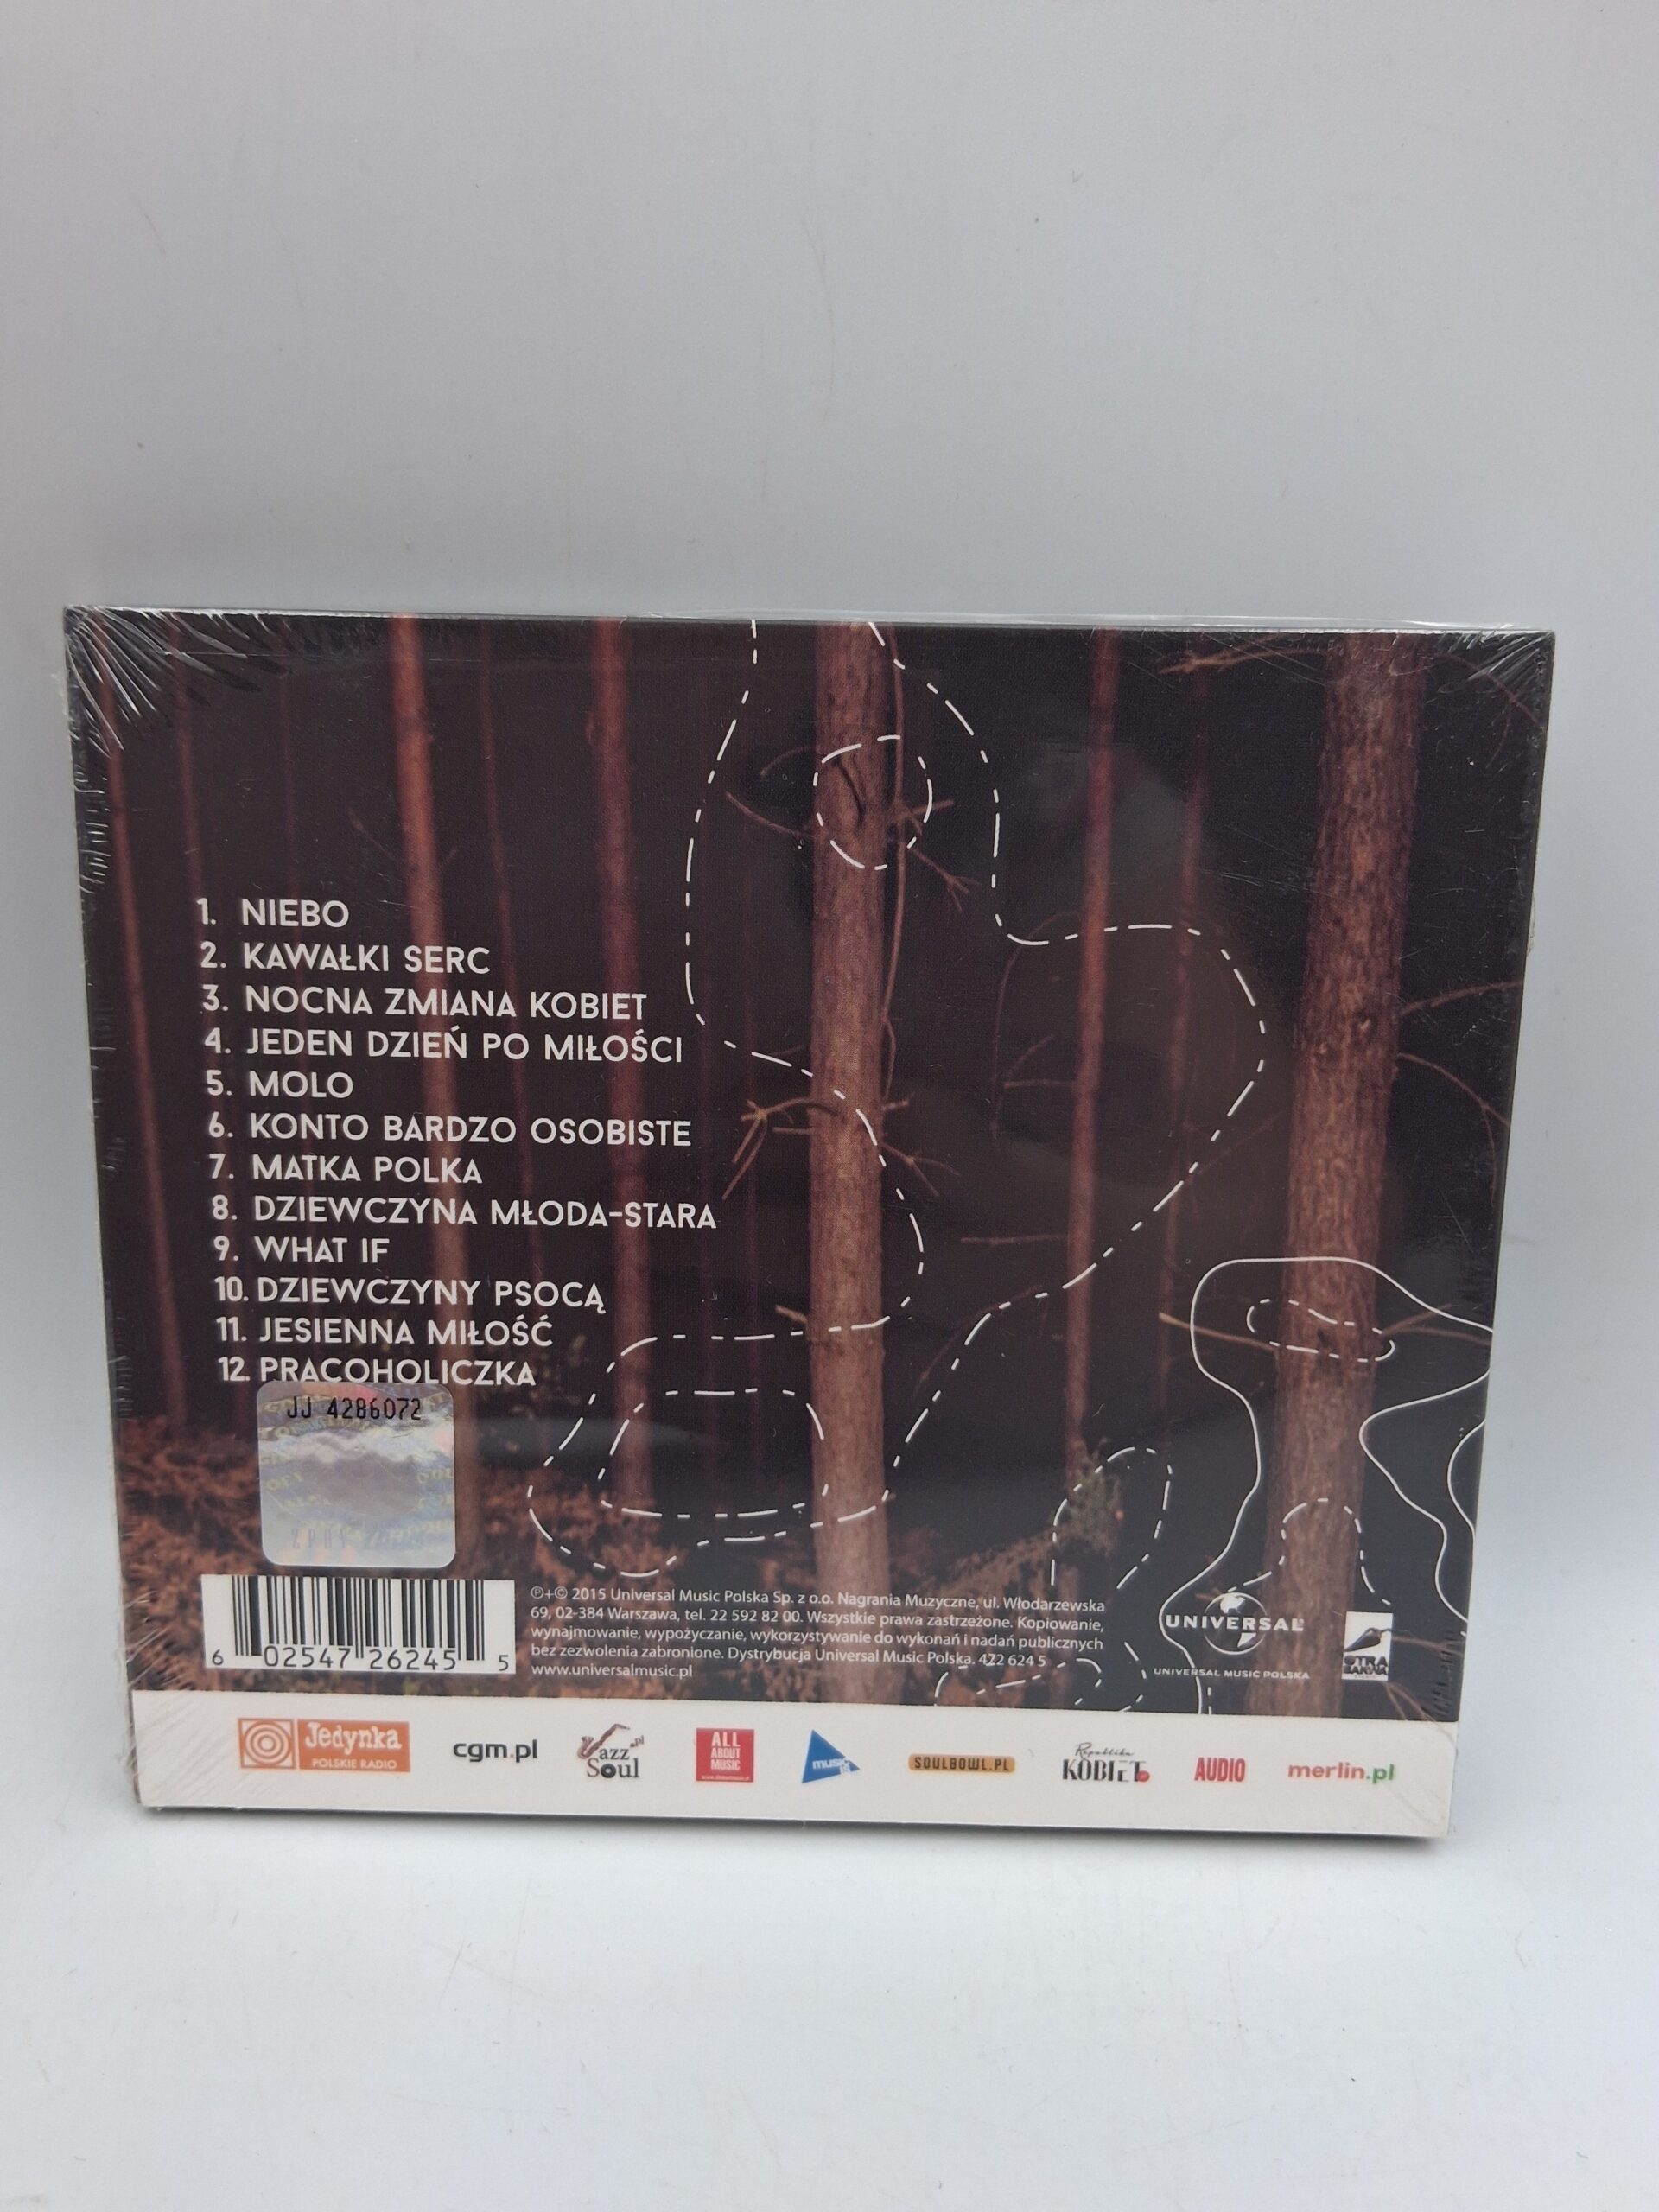 1. NIEBO
2. KAWAŁKI SERC
3. NOCNA ZMIANA KOBIET
4. JEDEN DZIEŃ PO MIŁOŚCI
5. MOLO
6. KONTO BARDZO OSOBISTE
7. MATKA POLKA
8. DZIEWCZYNA MŁODA-STARA
9. WHAT IF
10. DZIEWCZYNY PSOCĄ
11. JESIENNA MIŁOŚĆ
12. PRACOHOLICZKA
JJ 4286072
6 02547 26245 5
℗+© 2015 Universal Music Polska Sp. z o.o. Nagrania Muzyczne, ul. Włodarzewska
69, 02-384 Warszawa, tel. 22 592 82 00. Wszystkie prawa zastrzeżone. Kopiowanie,
wynajmowanie, wypożyczanie, wykorzystywanie do wykonań i nadań publicznych
bez zezwolenia zabronione. Dystrybucja Universal Music Polska. 472 624 5
www.universalmusic.pl
UNIVERSAL
UNIVERSAL MUSIC POLSKA
Jedynka
POLSKIE RADIO
cgm.pl
Jazz
Soul
.pl
ALL
ABOUT
MUSIC
music
SOULBOWL.PL
Republika
KOBIET
AUDIO
merlin.pl